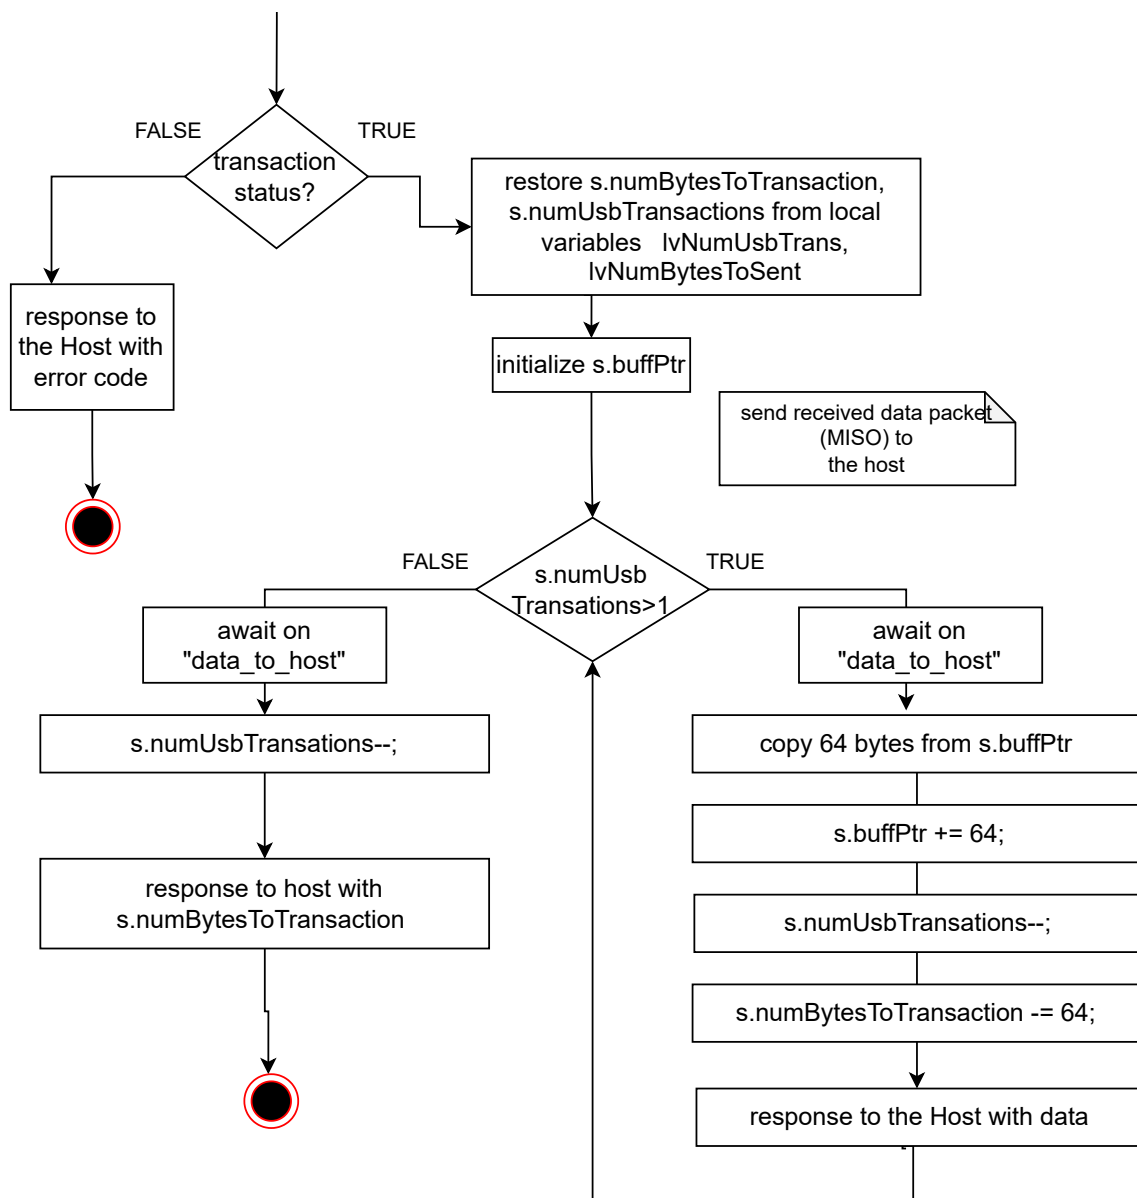 FALSE
TRUE
transaction
status?
restore s.numBytesToTransaction,
s.numUsbTransactions from local
variables lvNumUsbTrans,
lvNumBytesToSent
response to
the Host with
error code
initialize s.buffPtr
send received data packet
(MISO) to
the host
FALSE
TRUE
s.numUsb
Transations>1
await on
"data_to_host"
await on
"data_to_host"
s.numUsbTransations--;
copy 64 bytes from s.buffPtr
s.buffPtr += 64;
response to host with
s.numBytesToTransaction
s.numUsbTransations--;
s.numBytesToTransaction -= 64;
response to the Host with data